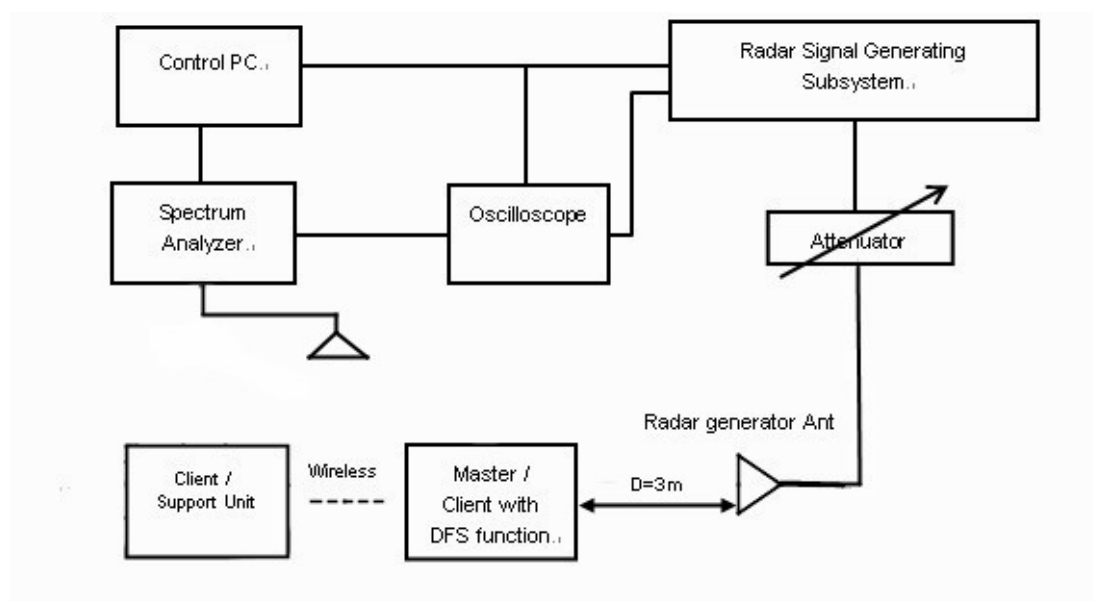 Control PC.
Radar Signal Generating
Subsystem.
Spectrum
Analyzer.
Oscilloscope
Attenuator
Radar generator Ant
Client /
Support Unit
Wireless
Master /
Client with
DFS function.
D=3m